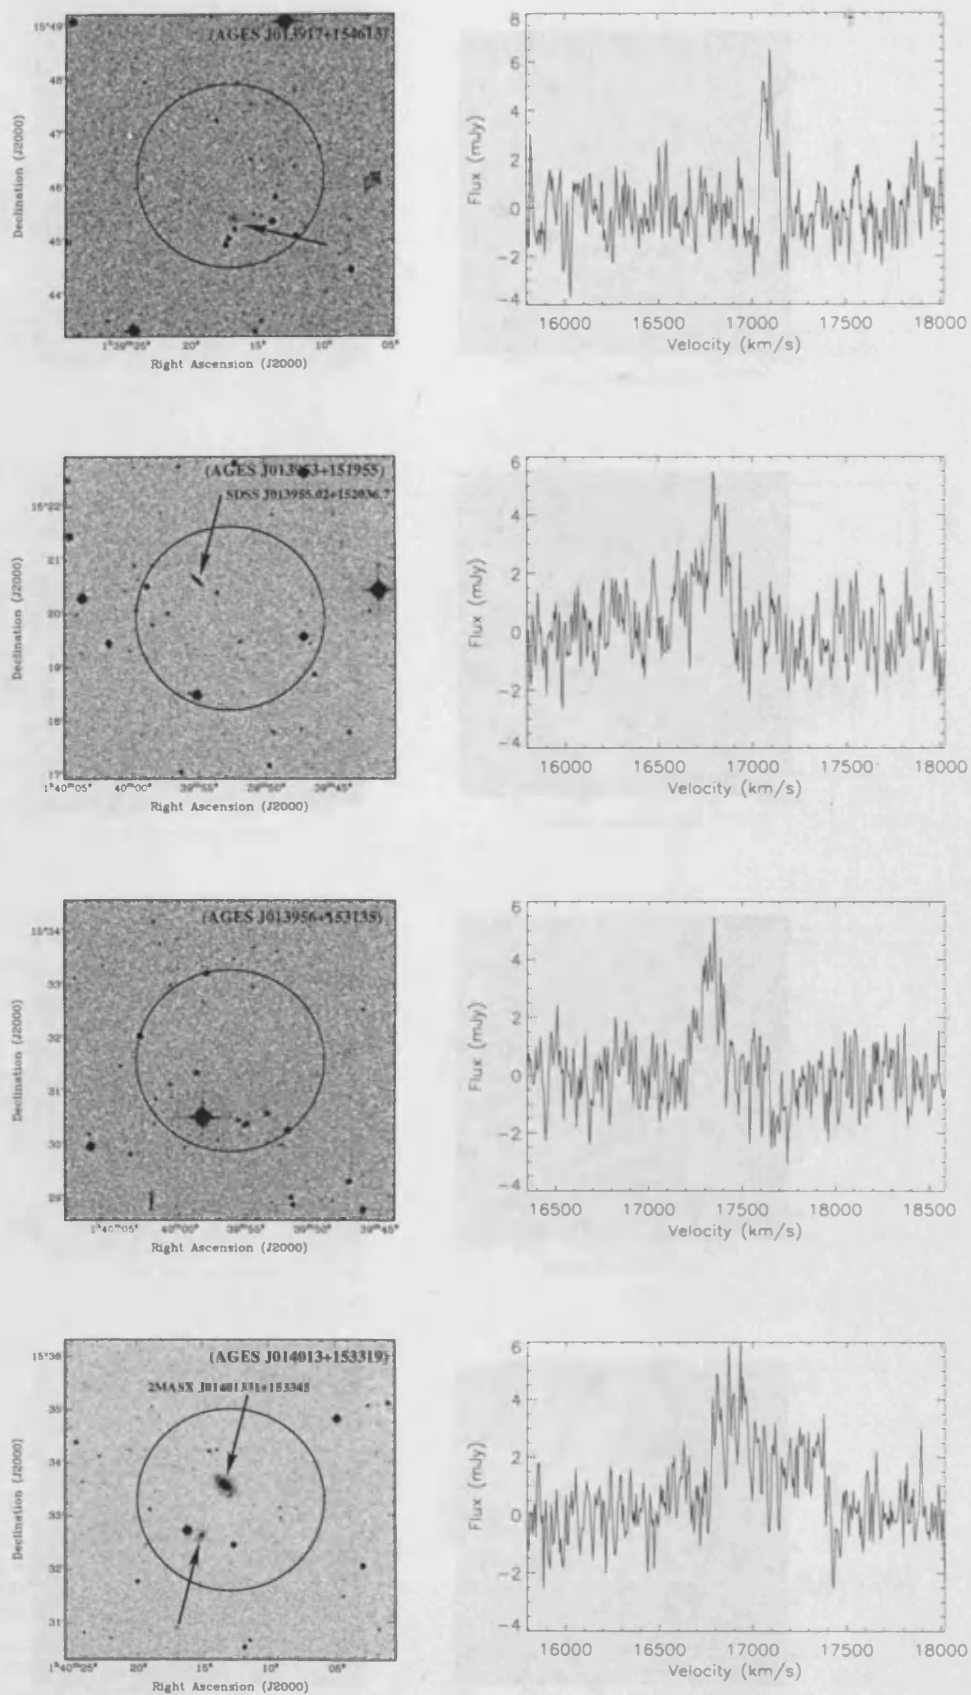 (AGES J013917+154613)
15°49'
48'
47'
46'
45'
44'
Declination (J2000)
1ʰ39ᵐ25ˢ 20ˢ 15ˢ 10ˢ 05ˢ
Right Ascension (J2000)
8
6
4
2
0
−2
−4
Flux (mJy)
16000 16500 17000 17500 18000
Velocity (km/s)
(AGES J013953+151955)
SDSS J013955.02+152036.7
15°22'
21'
20'
19'
18'
17'
Declination (J2000)
1ʰ40ᵐ05ˢ 40ᵐ00ˢ 39ᵐ55ˢ 39ᵐ50ˢ 39ᵐ45ˢ
Right Ascension (J2000)
6
4
2
0
−2
−4
Flux (mJy)
16000 16500 17000 17500 18000
Velocity (km/s)
(AGES J013956+153135)
15°34'
33'
32'
31'
30'
29'
Declination (J2000)
1ʰ40ᵐ05ˢ 40ᵐ00ˢ 39ᵐ55ˢ 39ᵐ50ˢ 39ᵐ45ˢ
Right Ascension (J2000)
6
4
2
0
−2
−4
Flux (mJy)
16500 17000 17500 18000 18500
Velocity (km/s)
(AGES J014013+153319)
2MASX J01401331+153345
15°36'
35'
34'
33'
32'
31'
Declination (J2000)
1ʰ40ᵐ25ˢ 20ˢ 15ˢ 10ˢ 05ˢ
Right Ascension (J2000)
6
4
2
0
−2
−4
Flux (mJy)
16000 16500 17000 17500 18000
Velocity (km/s)